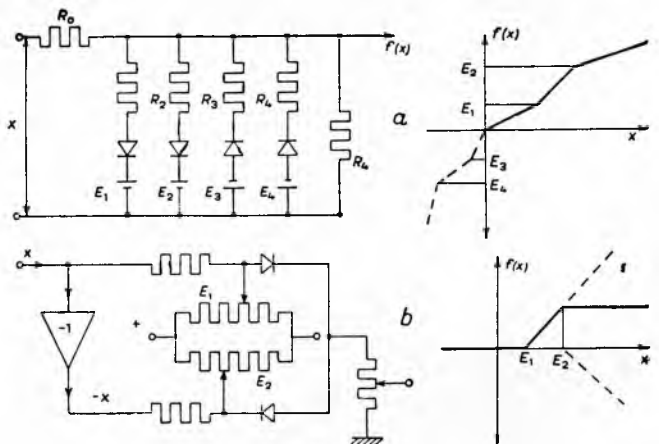 R₀
f(x)
x
R₂
R₃
R₄
R₄
E₁
E₂
E₃
E₄
a
f(x)
E₂
E₁
x
E₃
E₄
x
-1
-x
E₁
+
E₂
b
f(x)
E₁
E₂
x